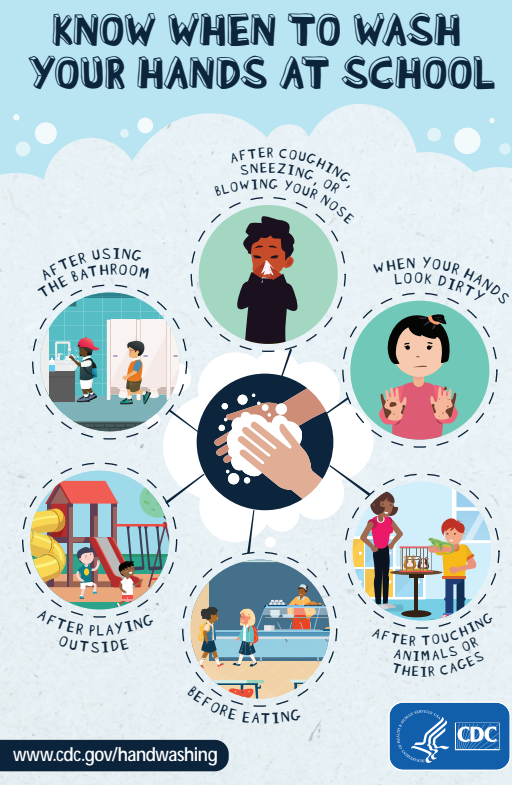 KNOW WHEN TO WASH
YOUR HANDS AT SCHOOL
AFTER COUGHING,
SNEEZING, OR
BLOWING YOUR NOSE
AFTER USING
THE BATHROOM
WHEN YOUR HANDS
LOOK DIRTY
AFTER PLAYING
OUTSIDE
AFTER TOUCHING
ANIMALS OR
THEIR CAGES
BEFORE EATING
www.cdc.gov/handwashing
CDC